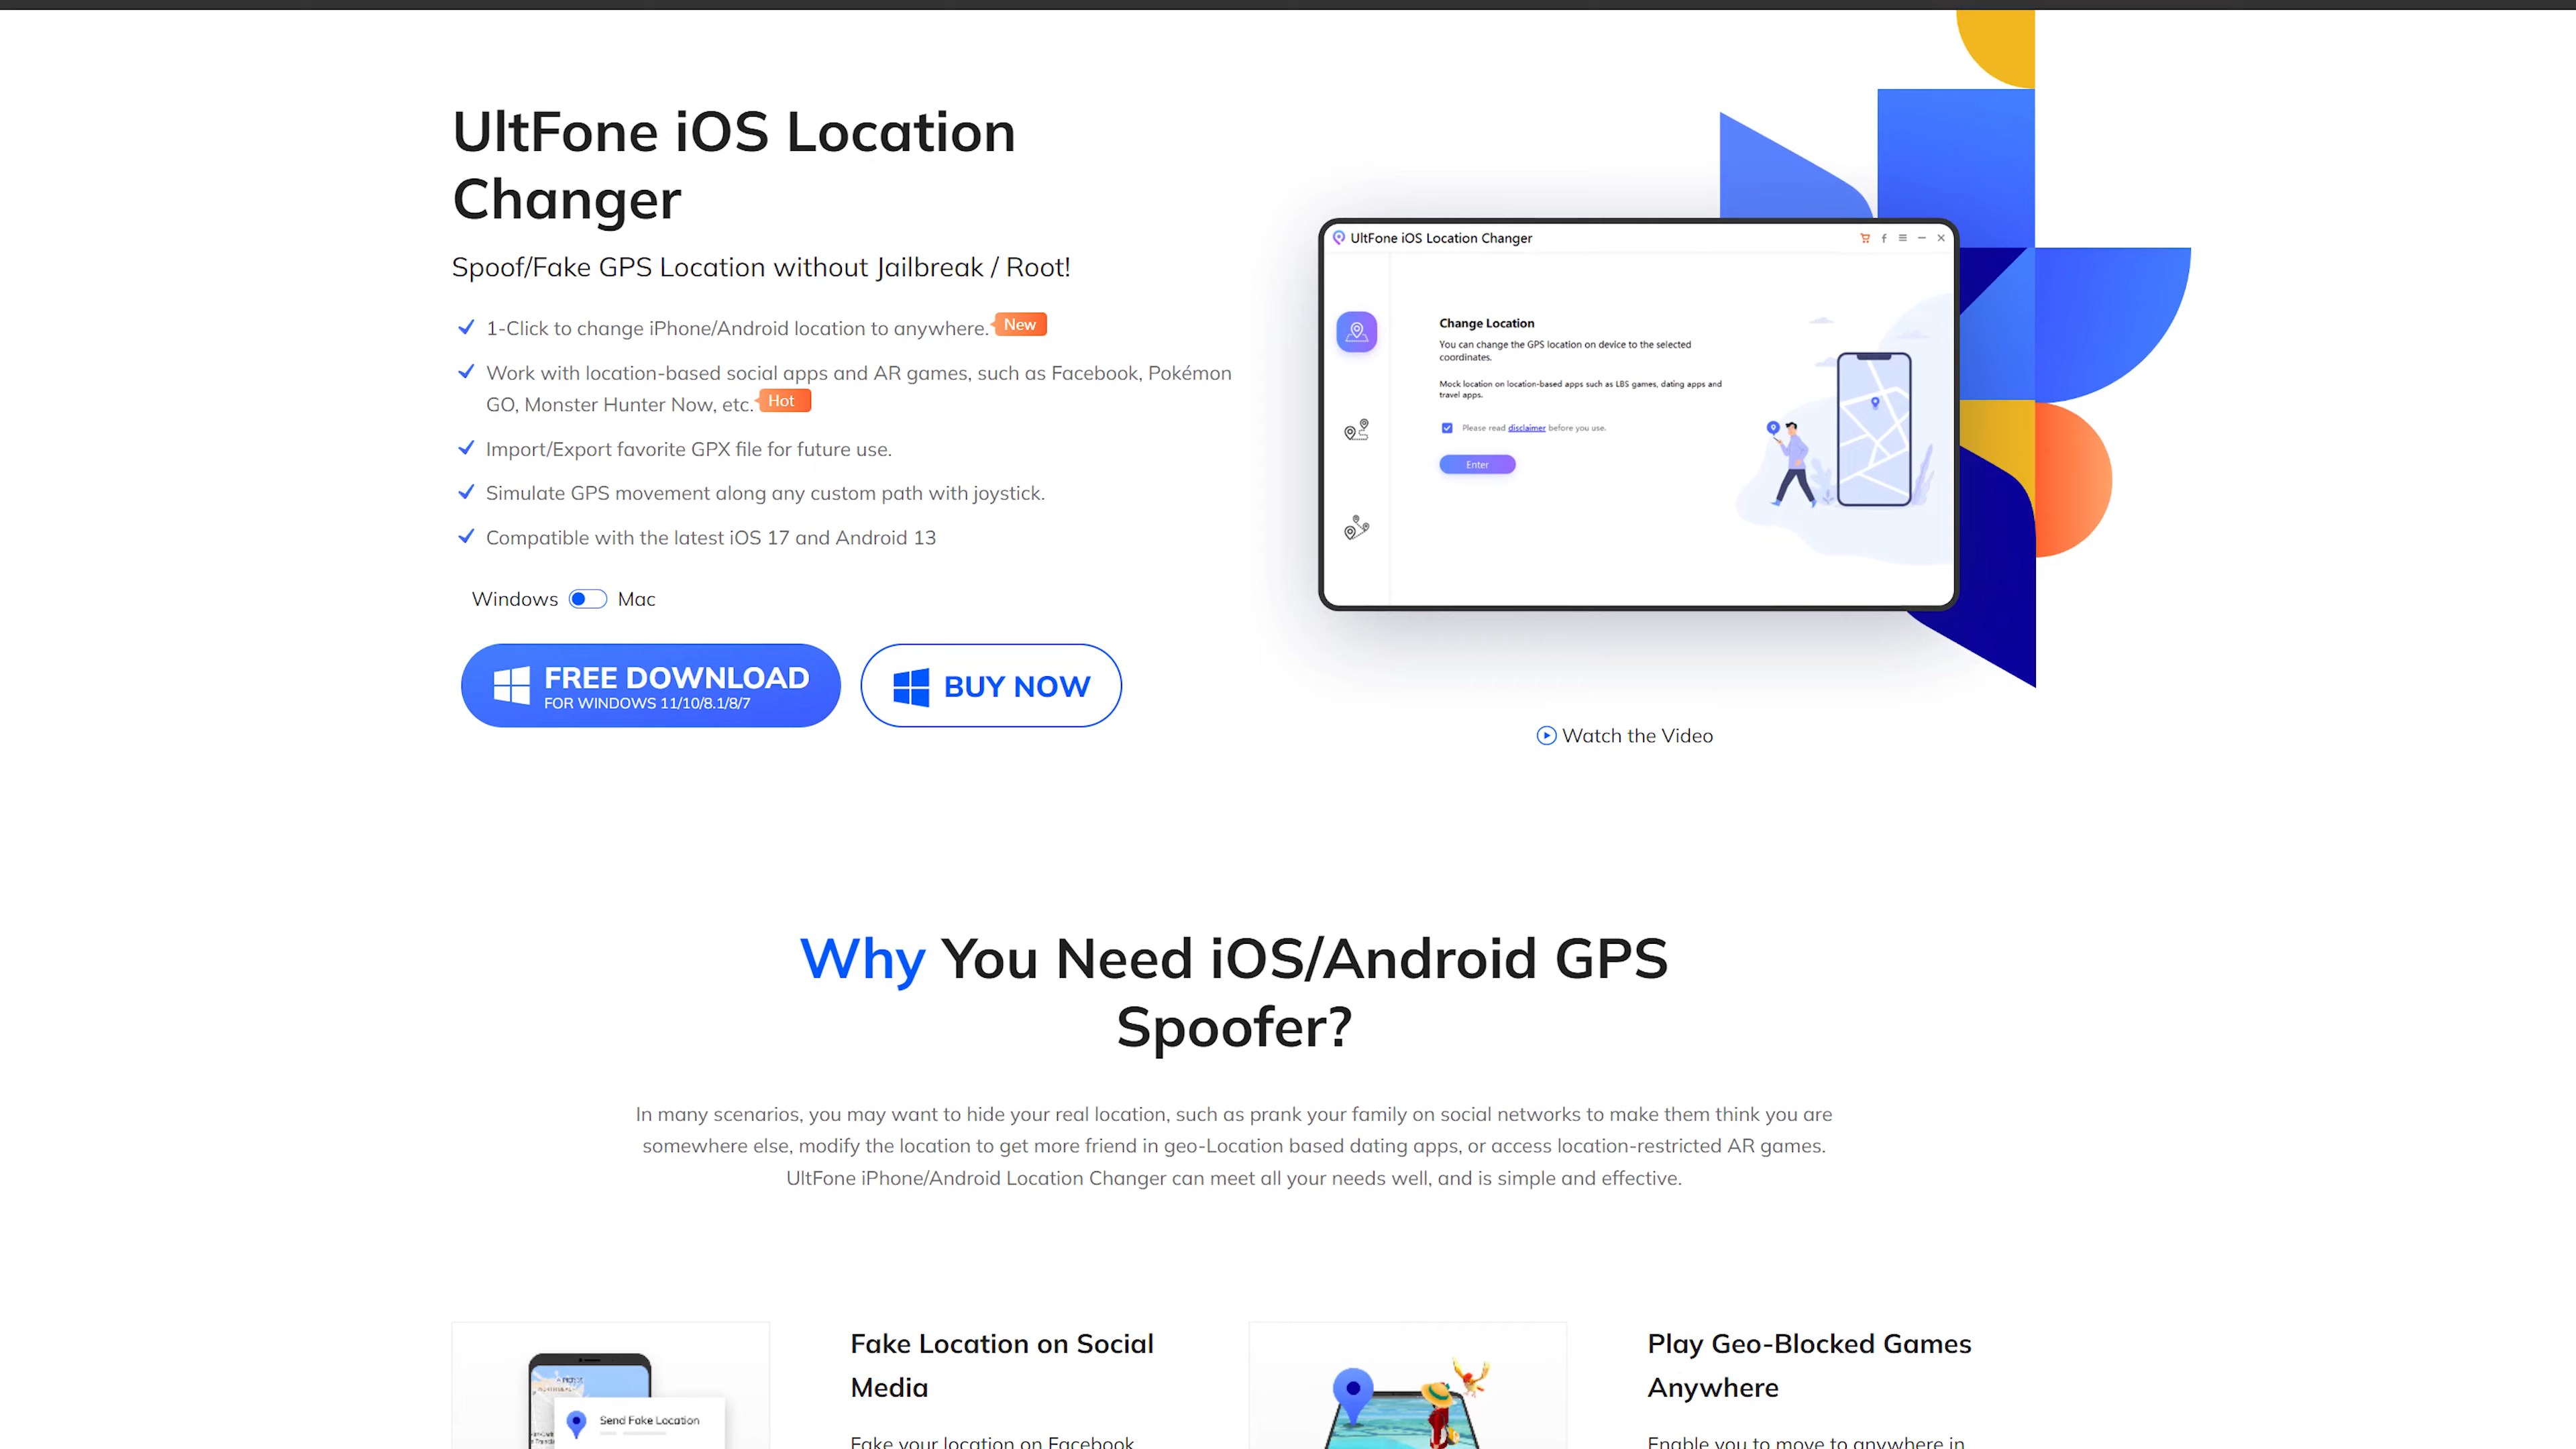 UltFone iOS Location
Changer
Spoof/Fake GPS Location without Jailbreak / Root!
1-Click to change iPhone/Android location to anywhere. New
Work with location-based social apps and AR games, such as Facebook, Pokémon
GO, Monster Hunter Now, etc. Hot
Import/Export favorite GPX file for future use.
Simulate GPS movement along any custom path with joystick.
Compatible with the latest iOS 17 and Android 13
Windows Mac
FREE DOWNLOAD
FOR WINDOWS 11/10/8.1/8/7
BUY NOW
UltFone iOS Location Changer
Change Location
You can change the GPS location on device to the selected
coordinates.
Mock location on location-based apps such as LBS games, dating apps and
travel apps.
Please read disclaimer before you use.
Enter
Watch the Video
Why You Need iOS/Android GPS
Spoofer?
In many scenarios, you may want to hide your real location, such as prank your family on social networks to make them think you are
somewhere else, modify the location to get more friend in geo-Location based dating apps, or access location-restricted AR games.
UltFone iPhone/Android Location Changer can meet all your needs well, and is simple and effective.
Send Fake Location
Fake Location on Social
Media
Fake your location on Facebook
Play Geo-Blocked Games
Anywhere
Enable you to move to anywhere in